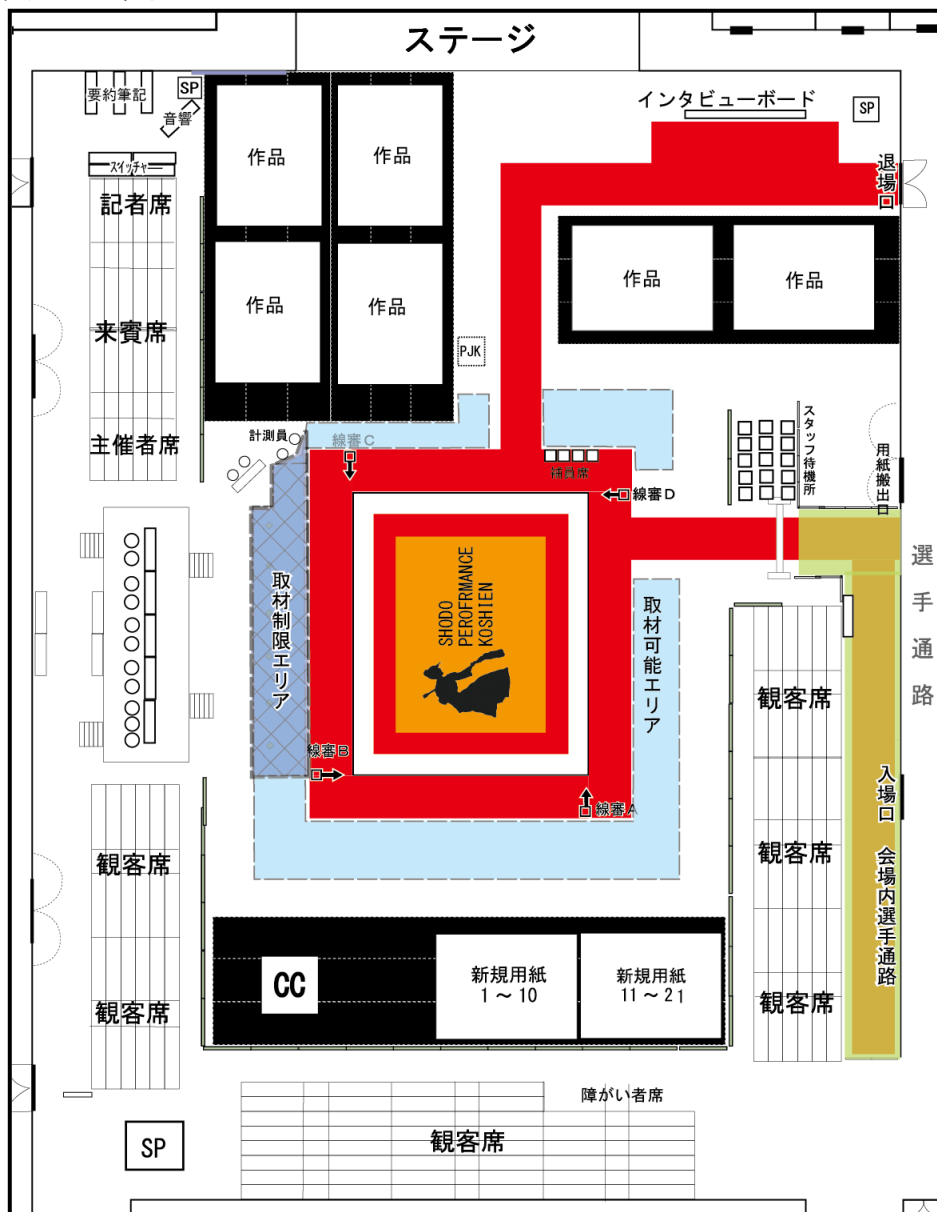 ステージ
要約筆記
SP
音響
インタビューボード
SP
スイッチャー
記者席
作品
作品
退場口
来賓席
作品
作品
作品
作品
PJK
主催者席
計測員
線審C
補員席
線審D
スタッフ待機所
用紙搬出口
選手通路
取材制限エリア
SHODO
PEROFRMANCE
KOSHIEN
取材可能エリア
観客席
線審B
線審A
入場口 会場内選手通路
観客席
観客席
CC
新規用紙
1～10
新規用紙
11～21
観客席
観客席
障がい者席
SP
観客席